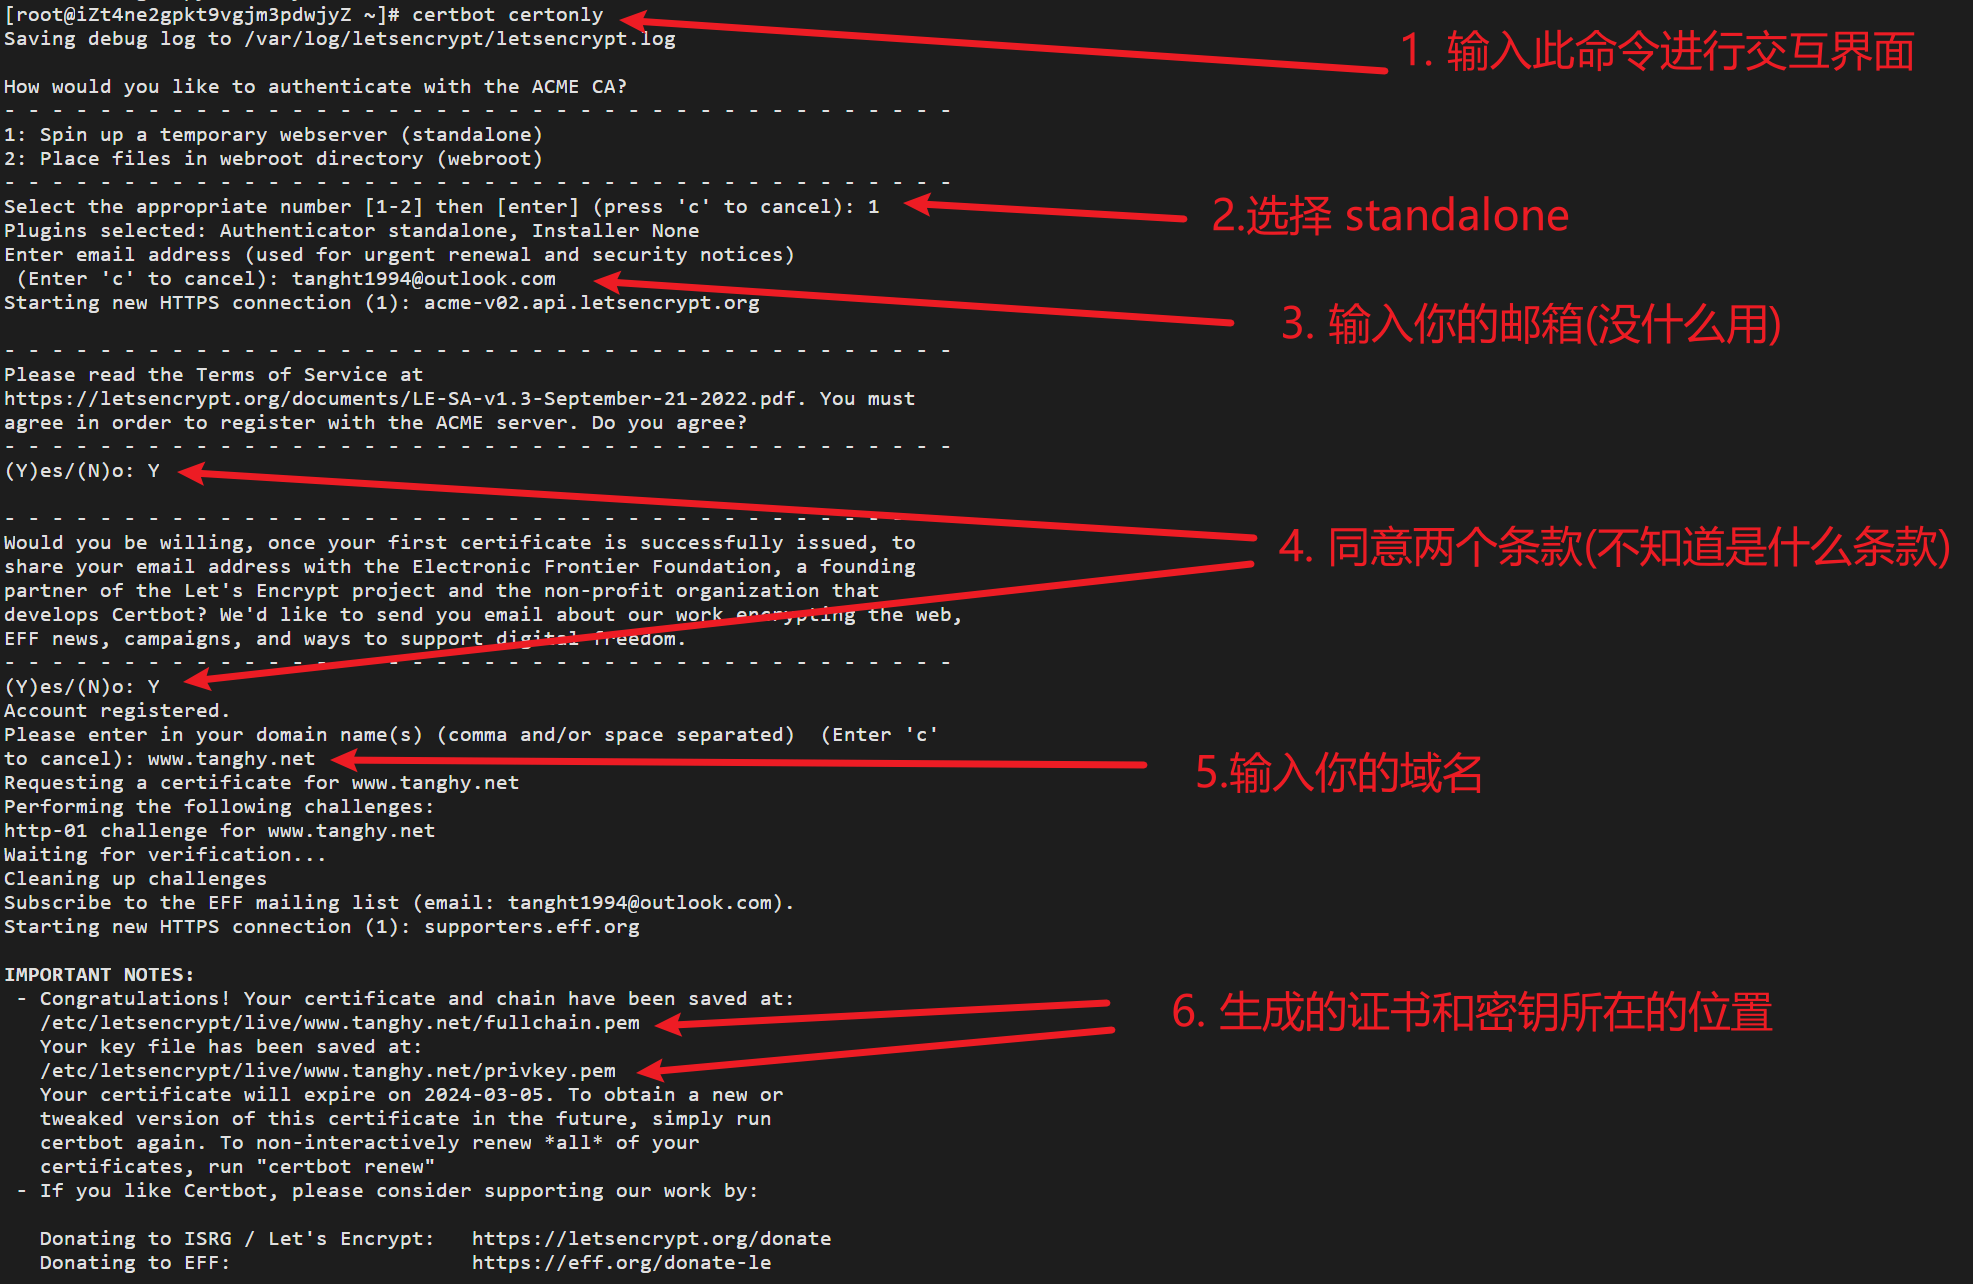 [root@iZt4ne2gpkt9vgjm3pdwjyZ ~]# certbot certonly
Saving debug log to /var/log/letsencrypt/letsencrypt.log
1. 输入此命令进行交互界面
How would you like to authenticate with the ACME CA?
- - - - - - - - - - - - - - - - - - - - - - - - - - - - - - - - - - - - - - - -
1: Spin up a temporary webserver (standalone)
2: Place files in webroot directory (webroot)
- - - - - - - - - - - - - - - - - - - - - - - - - - - - - - - - - - - - - - - -
Select the appropriate number [1-2] then [enter] (press 'c' to cancel): 1
2.选择 standalone
Plugins selected: Authenticator standalone, Installer None
Enter email address (used for urgent renewal and security notices)
 (Enter 'c' to cancel): tanght1994@outlook.com
Starting new HTTPS connection (1): acme-v02.api.letsencrypt.org
3. 输入你的邮箱(没什么用)
- - - - - - - - - - - - - - - - - - - - - - - - - - - - - - - - - - - - - - - -
Please read the Terms of Service at
https://letsencrypt.org/documents/LE-SA-v1.3-September-21-2022.pdf. You must
agree in order to register with the ACME server. Do you agree?
- - - - - - - - - - - - - - - - - - - - - - - - - - - - - - - - - - - - - - - -
(Y)es/(N)o: Y
- - - - - - - - - - - - - - - - - - - - - - - - - - - - - - - - - - - - - - - -
Would you be willing, once your first certificate is successfully issued, to
4. 同意两个条款(不知道是什么条款)
share your email address with the Electronic Frontier Foundation, a founding
partner of the Let's Encrypt project and the non-profit organization that
develops Certbot? We'd like to send you email about our work encrypting the web,
EFF news, campaigns, and ways to support digital freedom.
- - - - - - - - - - - - - - - - - - - - - - - - - - - - - - - - - - - - - - - -
(Y)es/(N)o: Y
Account registered.
Please enter in your domain name(s) (comma and/or space separated)  (Enter 'c'
to cancel): www.tanghy.net
5.输入你的域名
Requesting a certificate for www.tanghy.net
Performing the following challenges:
http-01 challenge for www.tanghy.net
Waiting for verification...
Cleaning up challenges
Subscribe to the EFF mailing list (email: tanght1994@outlook.com).
Starting new HTTPS connection (1): supporters.eff.org
IMPORTANT NOTES:
 - Congratulations! Your certificate and chain have been saved at:
   /etc/letsencrypt/live/www.tanghy.net/fullchain.pem
6. 生成的证书和密钥所在的位置
   Your key file has been saved at:
   /etc/letsencrypt/live/www.tanghy.net/privkey.pem
   Your certificate will expire on 2024-03-05. To obtain a new or
   tweaked version of this certificate in the future, simply run
   certbot again. To non-interactively renew *all* of your
   certificates, run "certbot renew"
 - If you like Certbot, please consider supporting our work by:
   Donating to ISRG / Let's Encrypt:   https://letsencrypt.org/donate
   Donating to EFF:                    https://eff.org/donate-le